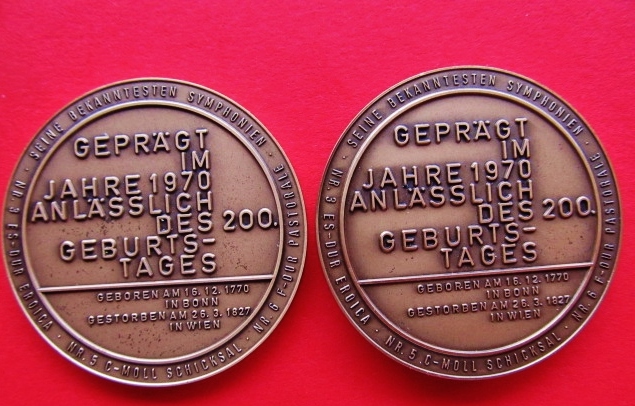 SEINE BEKANNTESTEN SYMPHONIEN · NR. 3 ES-DUR EROICA · NR. 5 C-MOLL SCHICKSAL · NR. 6 F-DUR PASTORALE ·
GEPRÄGT
IM
JAHRE 1970
ANLÄSSLICH
DES 200.
GEBURTS-
TAGES
GEBOREN AM 16. 12. 1770
IN BONN
GESTORBEN AM 26. 3. 1827
IN WIEN
SEINE BEKANNTESTEN SYMPHONIEN · NR. 3 ES-DUR EROICA · NR. 5 C-MOLL SCHICKSAL · NR. 6 F-DUR PASTORALE ·
GEPRÄGT
IM
JAHRE 1970
ANLÄSSLICH
DES 200.
GEBURTS-
TAGES
GEBOREN AM 16. 12. 1770
IN BONN
GESTORBEN AM 26. 3. 1827
IN WIEN